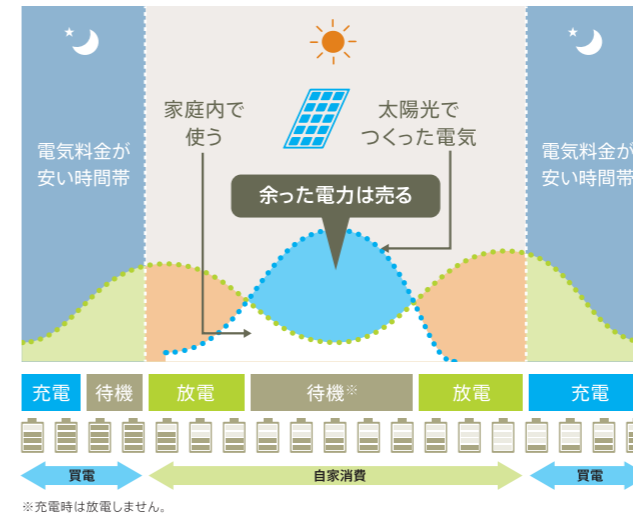 家庭内で
使う
太陽光で
つくった電気
電気料金が
安い時間帯
電気料金が
安い時間帯
余った電力は売る
充電
待機
放電
待機※
放電
充電
買電
自家消費
買電
※充電時は放電しません。